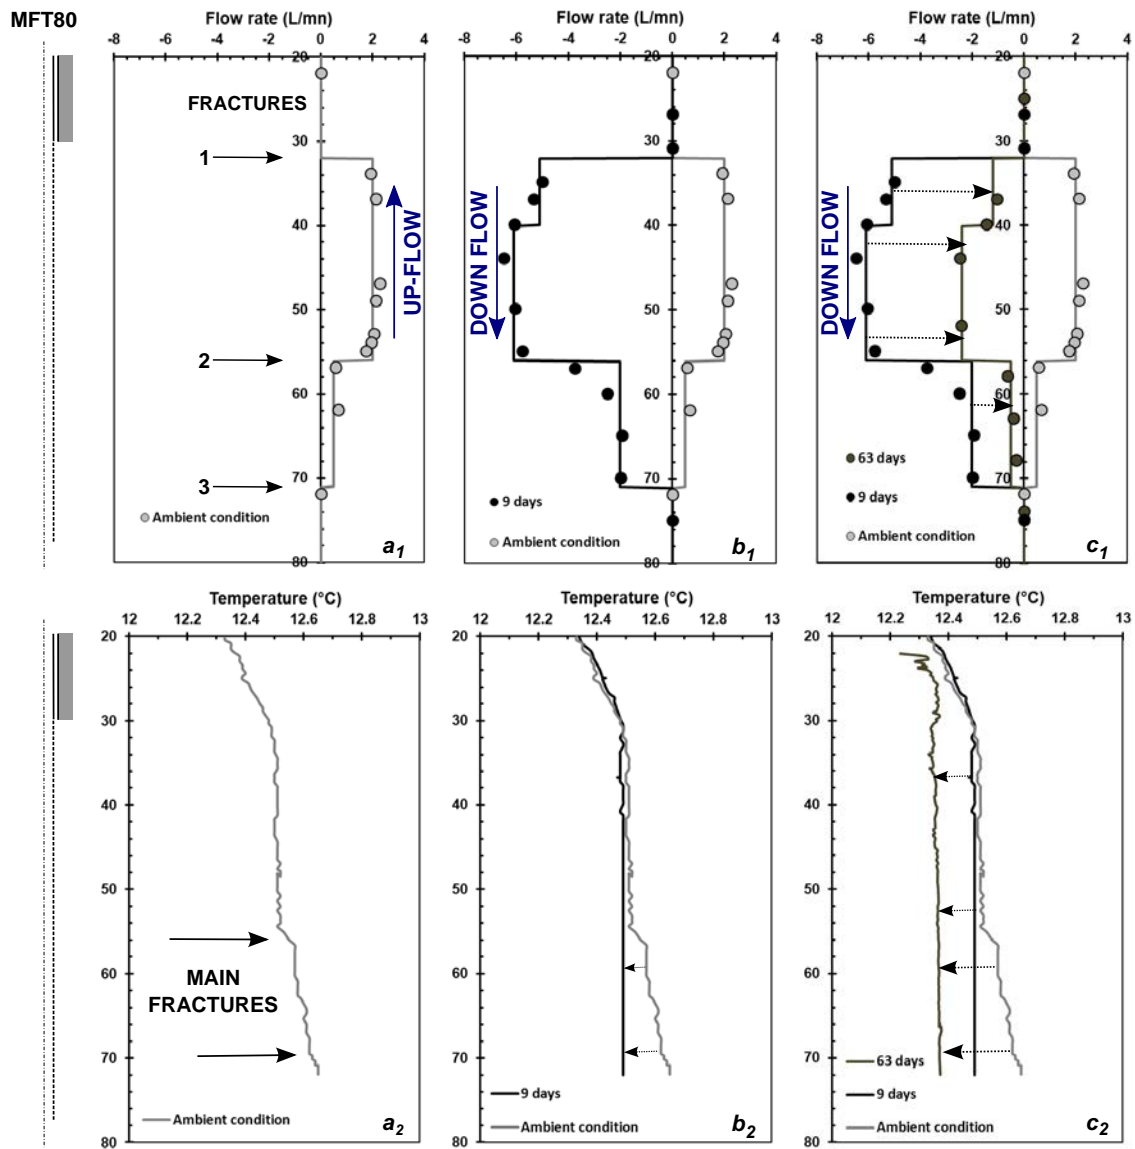 MFT80
Flow rate (L/mn)
-8 -6 -4 -2 0 2 4
20
30
40
50
60
70
80
FRACTURES
1
2
3
UP-FLOW
Ambient condition
a1
Flow rate (L/mn)
-8 -6 -4 -2 0 2 4
20
30
40
50
60
70
80
DOWN FLOW
9 days
Ambient condition
b1
Flow rate (L/mn)
-8 -6 -4 -2 0 2 4
20
30
40
50
60
70
80
DOWN FLOW
63 days
9 days
Ambient condition
c1
Temperature (°C)
12 12.2 12.4 12.6 12.8 13
20
30
40
50
60
70
80
MAIN
FRACTURES
Ambient condition
a2
Temperature (°C)
12 12.2 12.4 12.6 12.8 13
20
30
40
50
60
70
80
9 days
Ambient condition
b2
Temperature (°C)
12 12.2 12.4 12.6 12.8 13
20
30
40
50
60
70
80
63 days
9 days
Ambient condition
c2